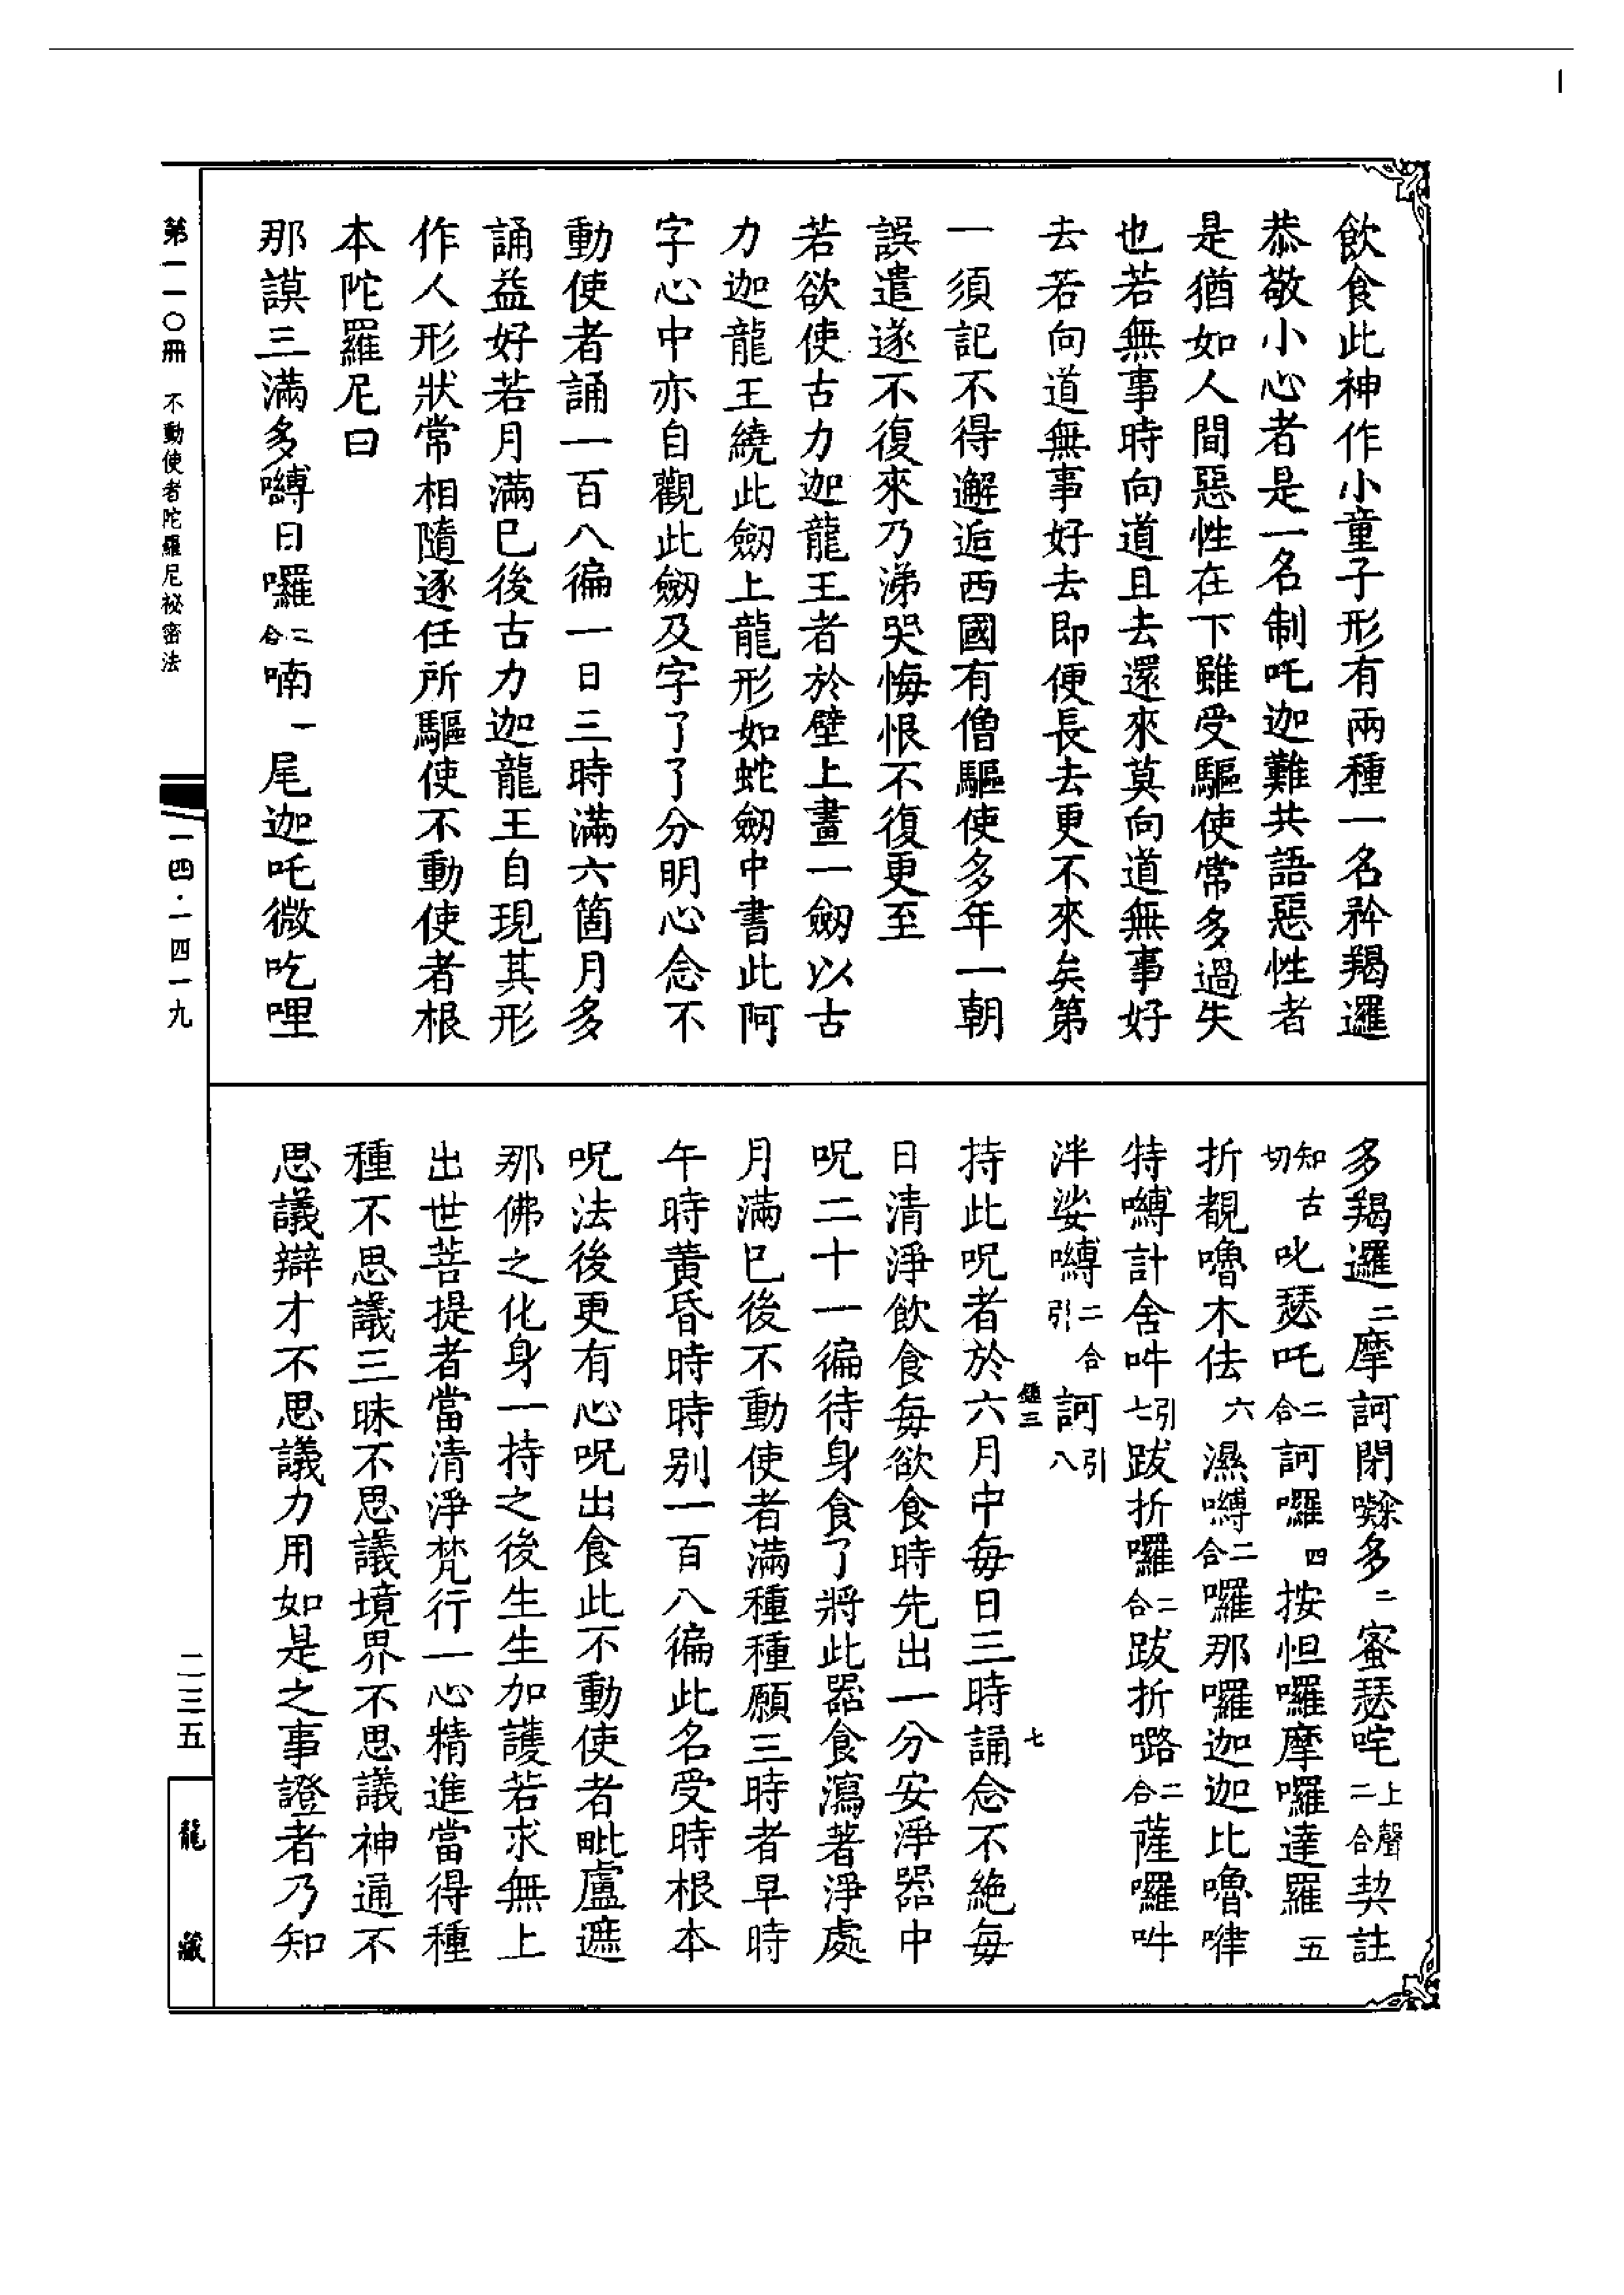 飲食此神作小童子形有兩種一名矜羯邏
恭敬小心者是一名制吒迦難共語惡性者
是猶如人間惡性在下雖受驅使常多過失
也若無事時向道且去還來莫向道無事好
去若向道無事好去即便長去更不來矣第
一須記不得邂逅西國有僧驅使多年一朝
誤遣遂不復來乃涕哭悔恨不復更至
若欲使古力迦龍王者於壁上畫一劒以古
力迦龍王繞此劒上龍形如蛇劒中書此阿
字心中亦自觀此劒及字了了分明心念不
動使者誦一百八徧一日三時滿六箇月多
誦益好若月滿已後古力迦龍王自現其形
作人形狀常相隨逐任所驅使不動使者根
本陀羅尼曰
那謨三滿多嚩日囉二合喃一尾迦吒微吃哩
多羯邏二摩訶閉㗚多二蜜瑟咤上聲二合契註
知古切叱瑟吒二合訶囉四按怛囉摩囉達羅五
折覩嚕木佉六濕嚩二合囉那囉迦迦比嚕㗚
特嚩計舍吽引七跋折囉二合跋折㗚二合薩囉吽
泮娑嚩二合引訶引八
鍾三
七
持此呪者於六月中每日三時誦念不絶每
日清淨飲食每欲食時先出一分安淨器中
呪二十一徧待身食了將此器食瀉著淨處
月滿已後不動使者滿種種願三時者早時
午時黃昏時時別一百八徧此名受時根本
呪法後更有心呪出食此不動使者毗盧遮
那佛之化身一持之後生生加護若求無上
出世菩提者當清淨梵行一心精進當得種
種不思議三昧不思議境界不思議神通不
思議辯才不思議力用如是之事證者乃知
第一一〇冊 不動使者陀羅尼祕密法
一四·一四一九
二三五
龍藏